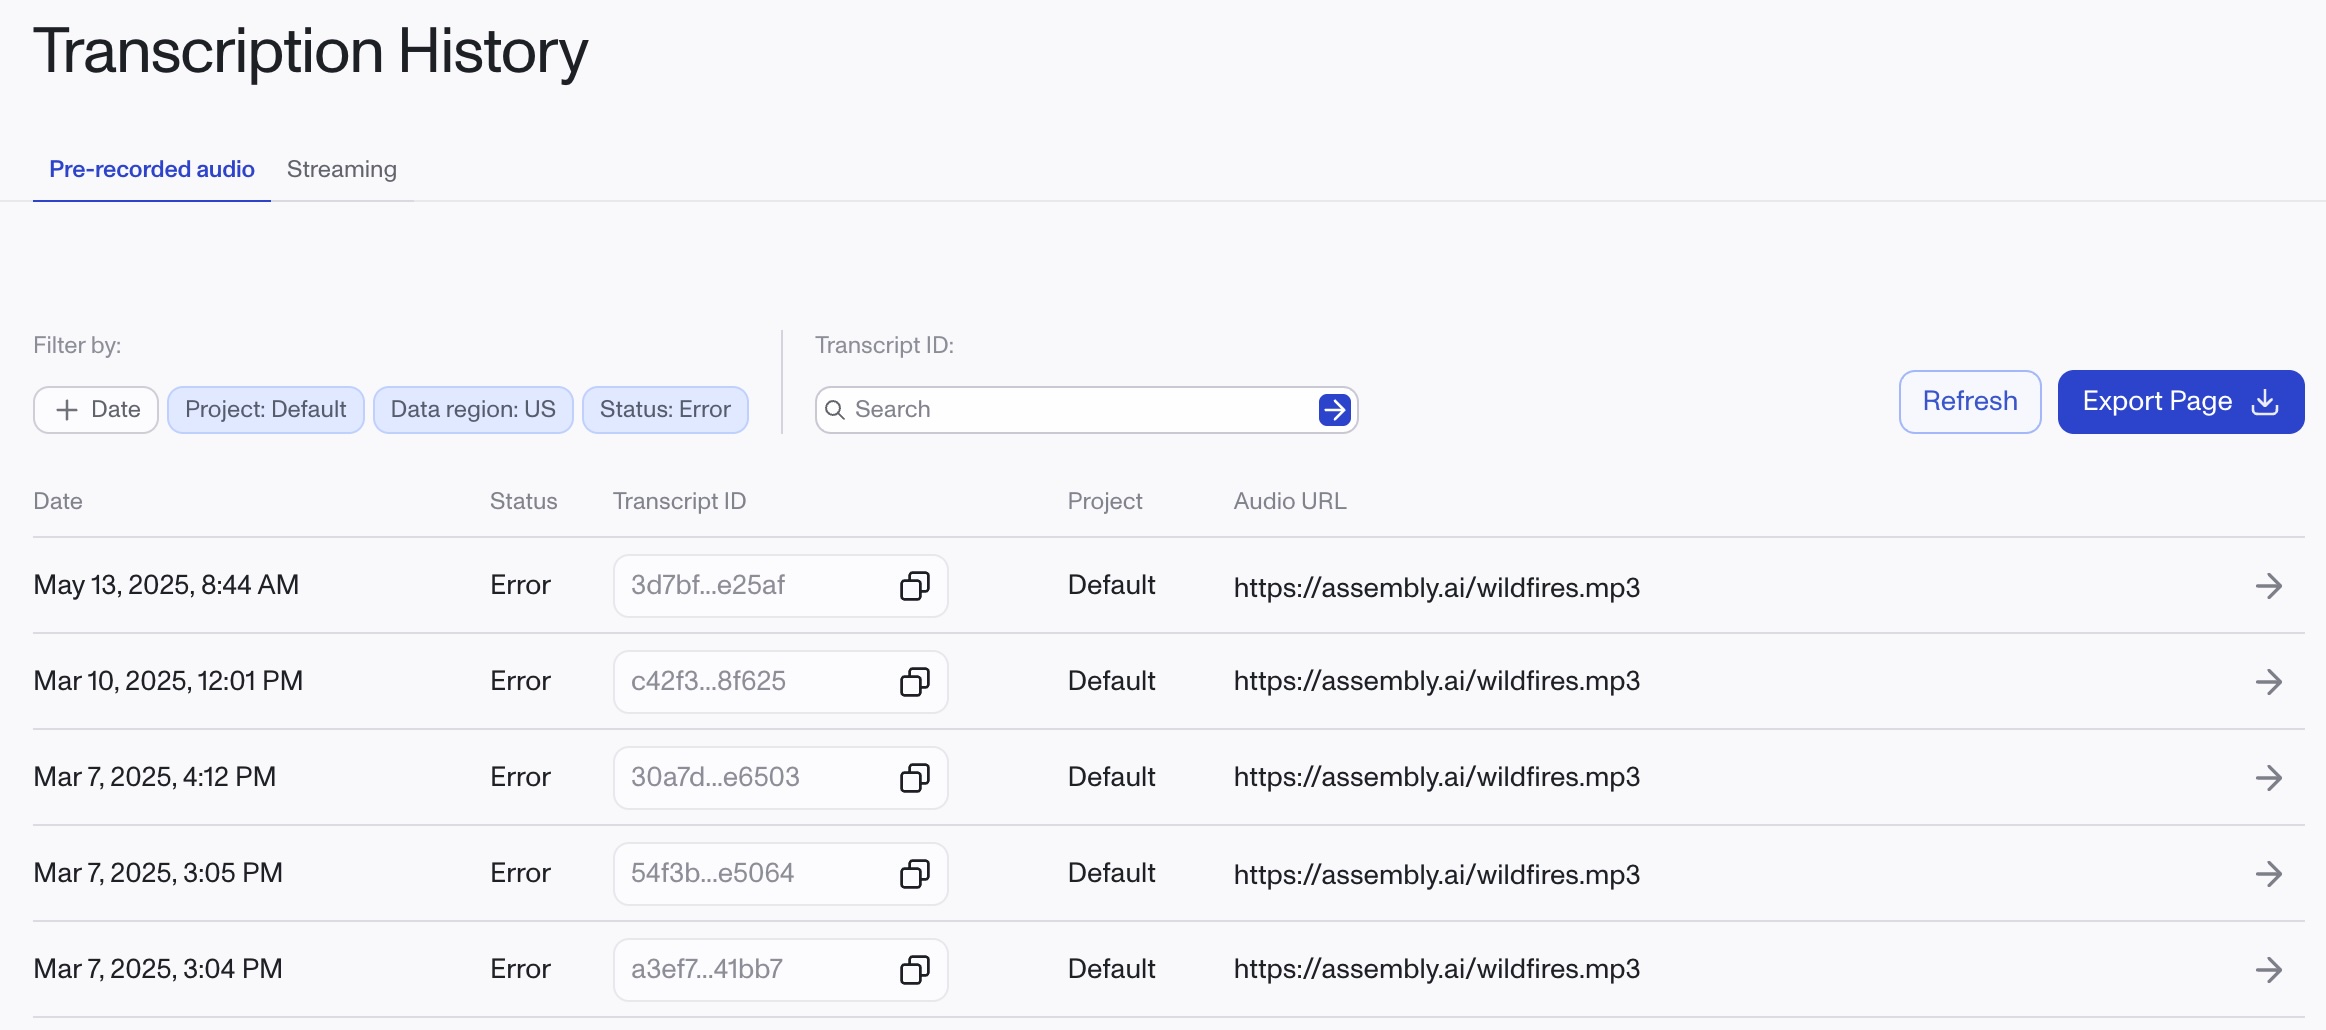 Transcription History
Pre-recorded audio Streaming
Filter by: Transcript ID:
Date Project: Default Data region: US Status: Error Search Refresh Export Page
Date Status Transcript ID Project Audio URL
May 13, 2025, 8:44 AM Error 3d7bf...e25af Default https://assembly.ai/wildfires.mp3
Mar 10, 2025, 12:01 PM Error c42f3...8f625 Default https://assembly.ai/wildfires.mp3
Mar 7, 2025, 4:12 PM Error 30a7d...e6503 Default https://assembly.ai/wildfires.mp3
Mar 7, 2025, 3:05 PM Error 54f3b...e5064 Default https://assembly.ai/wildfires.mp3
Mar 7, 2025, 3:04 PM Error a3ef7...41bb7 Default https://assembly.ai/wildfires.mp3